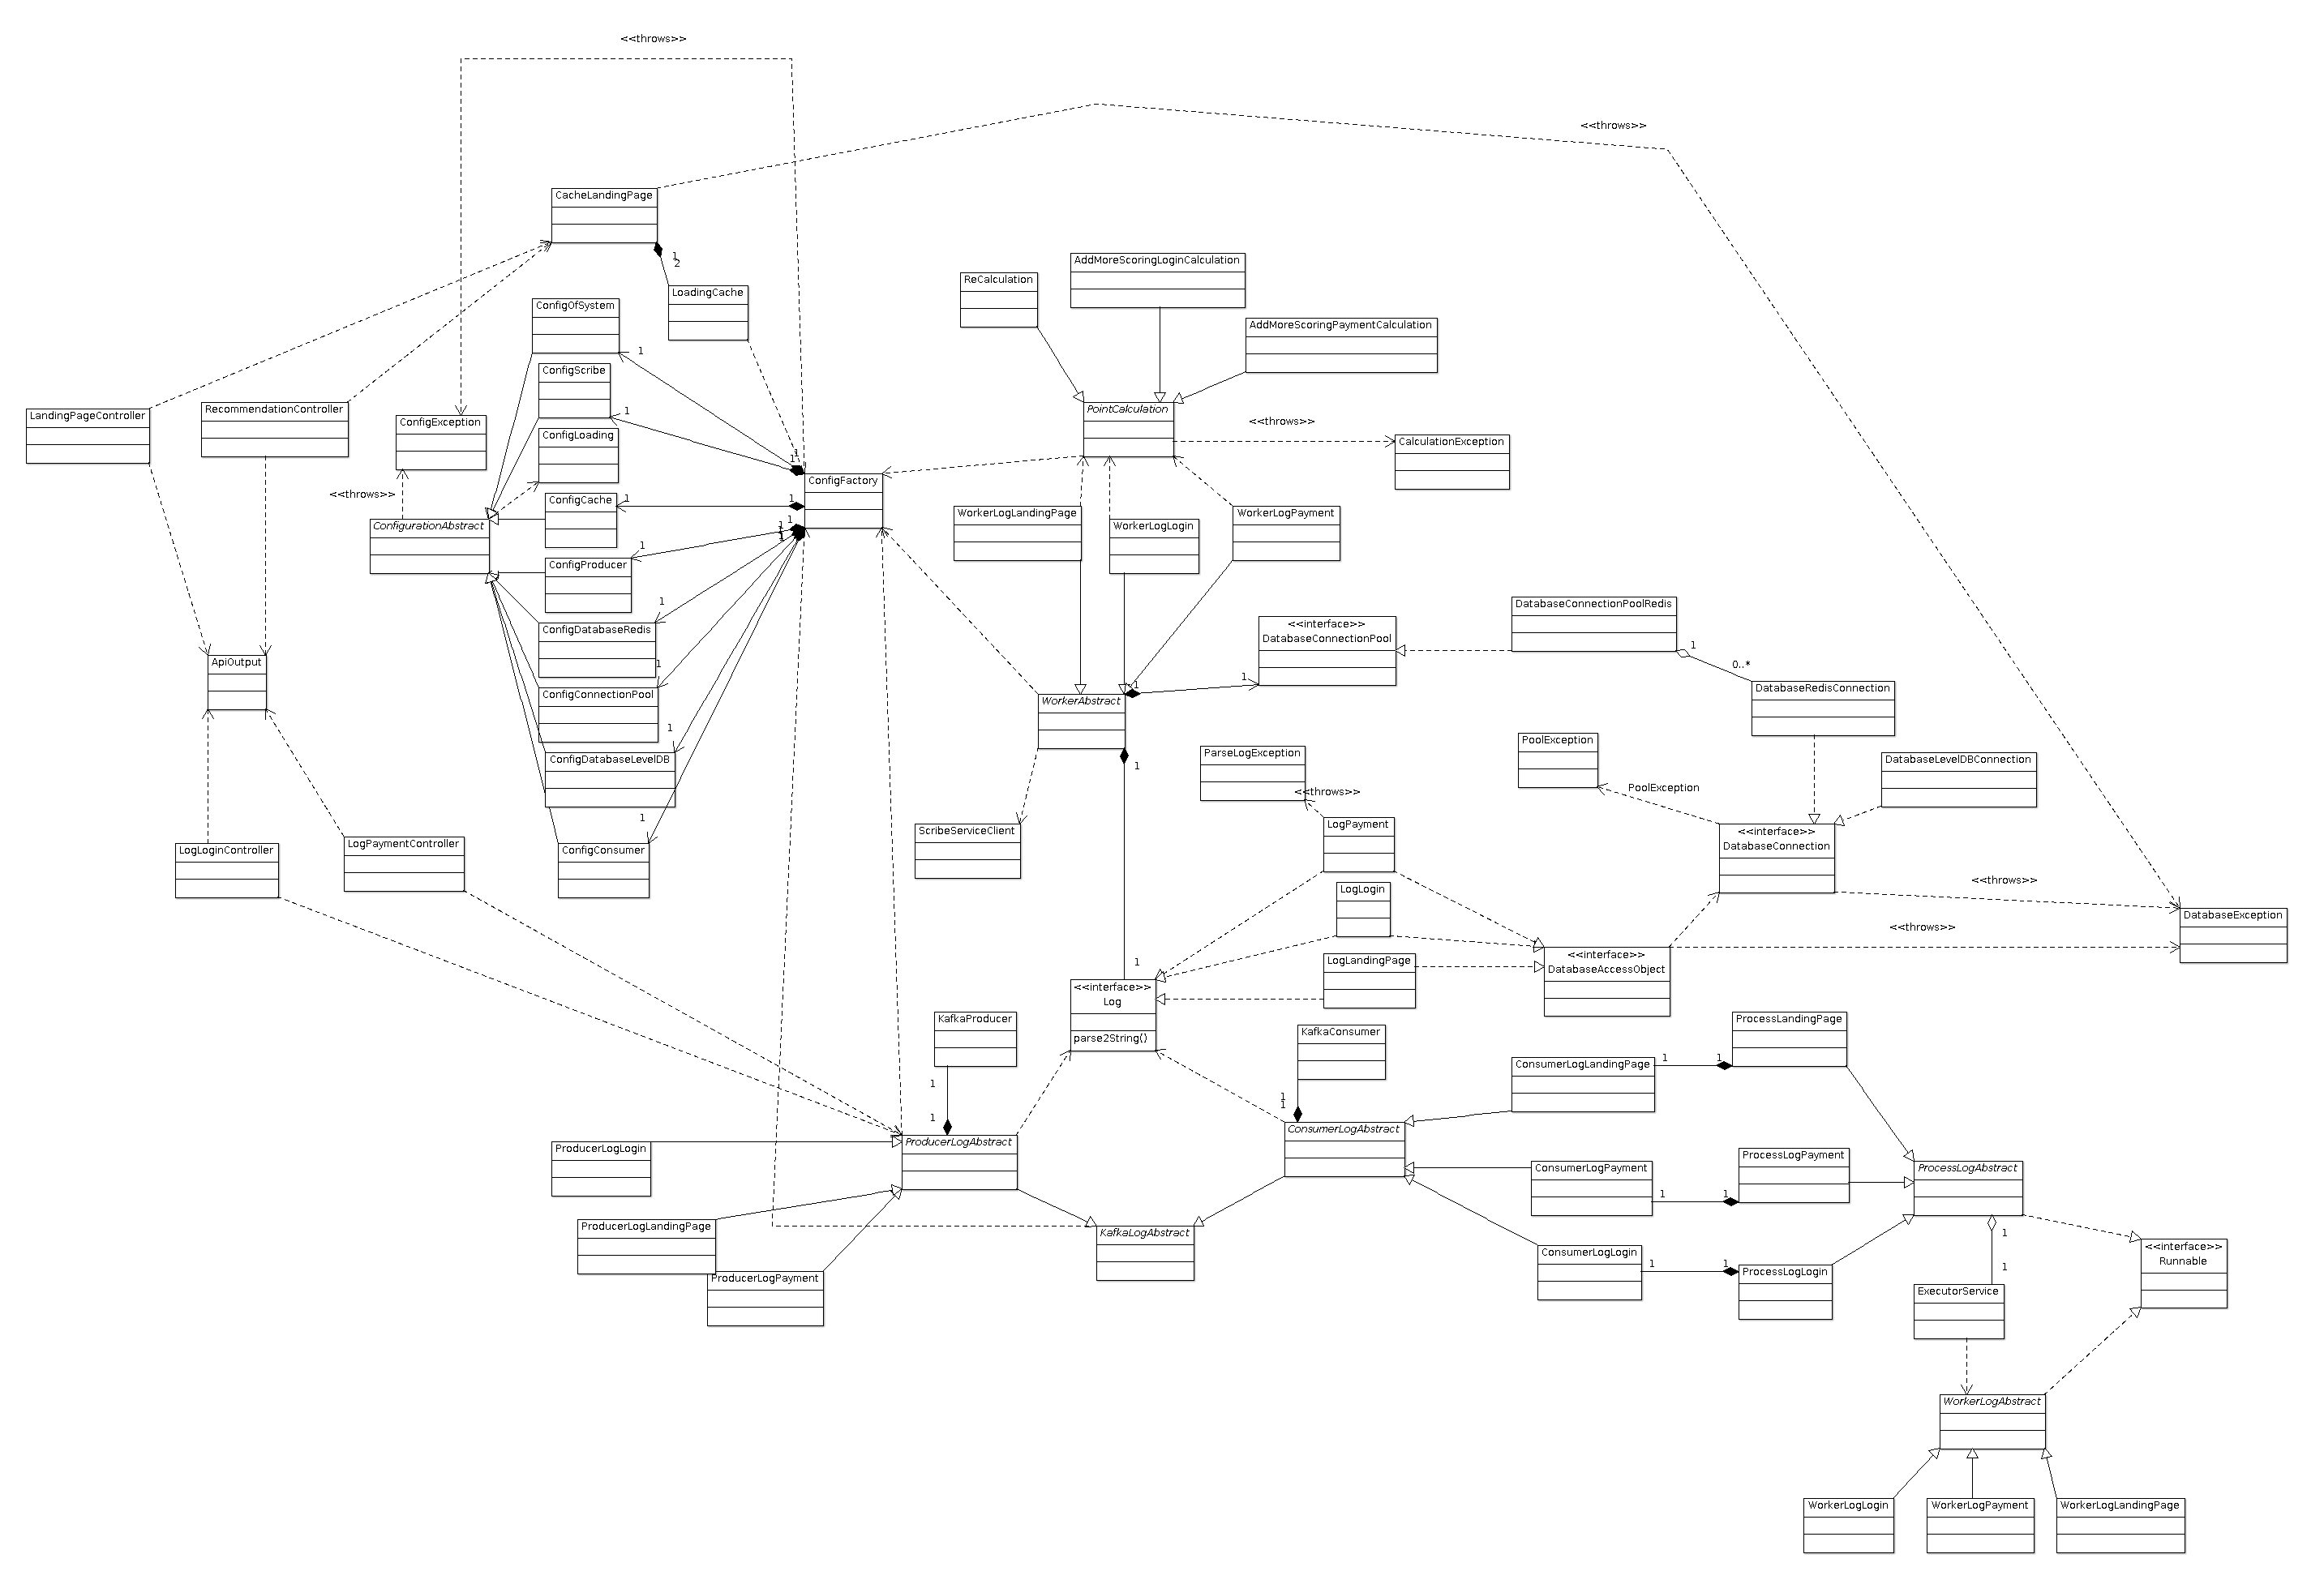 <<throws>>
<<throws>>
CacheLandingPage
1
2
LoadingCache
ConfigOfSystem
1
ConfigScribe
1
ConfigLoading
ConfigCache
1
ConfigProducer
1
ConfigDatabaseRedis
1
ConfigConnectionPool
1
ConfigDatabaseLevelDB
1
ConfigConsumer
1
LandingPageController
RecommendationController
ConfigException
<<throws>>
ConfigurationAbstract
ApiOutput
LogLoginController
LogPaymentController
1
1
ConfigFactory
1
1
1
1
1
ReCalculation
AddMoreScoringLoginCalculation
AddMoreScoringPaymentCalculation
PointCalculation
<<throws>>
CalculationException
WorkerLogLandingPage
WorkerLogLogin
WorkerLogPayment
<<interface>>
DatabaseConnectionPool
1
1
WorkerAbstract
1
DatabaseConnectionPoolRedis
1
0..*
DatabaseRedisConnection
PoolException
PoolException
DatabaseLevelDBConnection
<<interface>>
DatabaseConnection
<<throws>>
DatabaseException
<<throws>>
ParseLogException
<<throws>>
LogPayment
LogLogin
LogLandingPage
<<interface>>
DatabaseAccessObject
ScribeServiceClient
1
<<interface>>
Log
parse2String()
KafkaProducer
1
1
ProducerLogAbstract
ProducerLogLogin
ProducerLogLandingPage
ProducerLogPayment
KafkaLogAbstract
KafkaConsumer
1
1
ConsumerLogAbstract
ConsumerLogLandingPage
1
1
ProcessLandingPage
ConsumerLogPayment
1
1
ProcessLogPayment
ConsumerLogLogin
1
1
ProcessLogLogin
ProcessLogAbstract
1
1
ExecutorService
<<interface>>
Runnable
WorkerLogAbstract
WorkerLogLogin
WorkerLogPayment
WorkerLogLandingPage